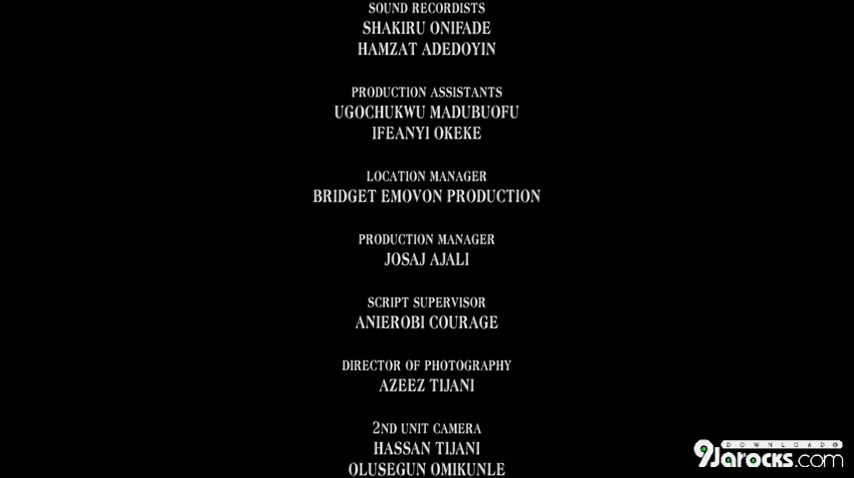 SOUND RECORDISTS
SHAKIRU ONIFADE
HAMZAT ADEDOYIN
PRODUCTION ASSISTANTS
UGOCHUKWU MADUBUOFU
IFEANYI OKEKE
LOCATION MANAGER
BRIDGET EMOVON PRODUCTION
PRODUCTION MANAGER
JOSAJ AJALI
SCRIPT SUPERVISOR
ANIEROBI COURAGE
DIRECTOR OF PHOTOGRAPHY
AZEEZ TIJANI
2ND UNIT CAMERA
HASSAN TIJANI
OLUSEGUN OMIKUNLE
DOWNLOADED
9Jarocks.com